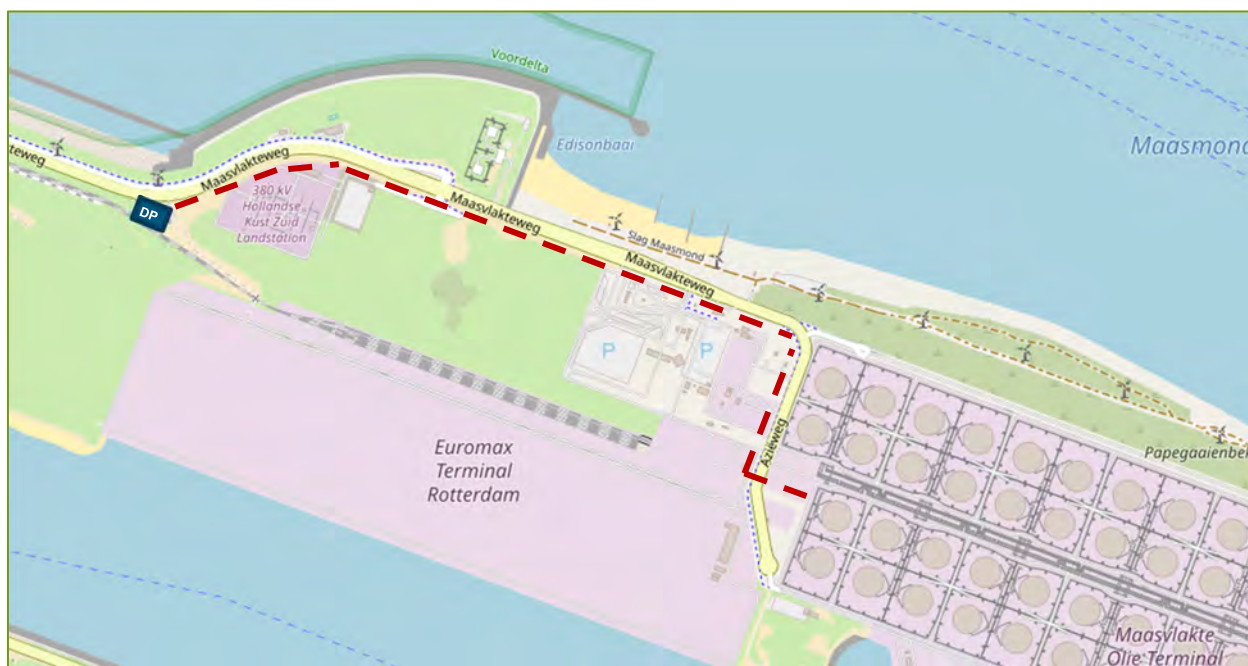 Voordelta
Edisonbaai
Maasmond
teweg
Maasvlakteweg
DP
380 kV
Hollandse
Kust Zuid
Landstation
Maasvlakteweg
Slag Maasmond
Maasvlakteweg
P
P
Azieweg
Euromax
Terminal
Rotterdam
Papegaaienbek
Maasvlakte
Olie Terminal